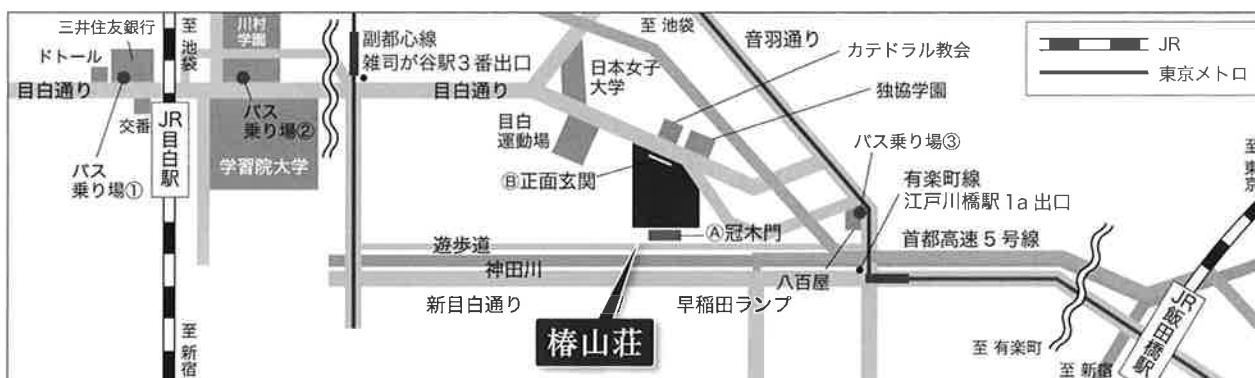 三井住友銀行
ドトール
至 池袋
川村
学園
目白通り
交番
バス
乗り場①
JR目白駅
バス
乗り場②
学習院大学
至 新宿
副都心線
雑司が谷駅3番出口
目白通り
目白
運動場
日本女子
大学
至 池袋
音羽通り
カテドラル教会
独協学園
Ⓑ正面玄関
Ⓐ冠木門
バス乗り場③
有楽町線
江戸川橋駅 1a 出口
八百屋
遊歩道
神田川
新目白通り
早稲田ランプ
首都高速 5 号線
椿山荘
至 有楽町
至 新宿
JR飯田橋駅
至 東京
JR
東京メトロ